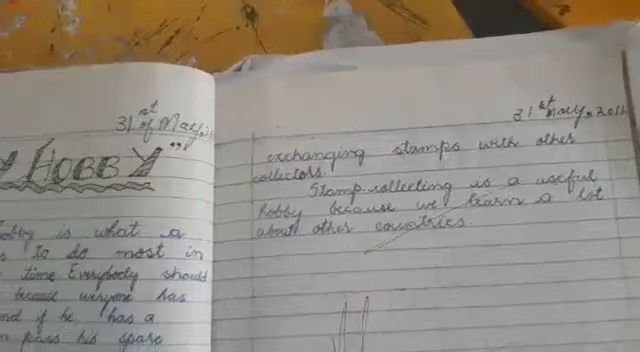 31st
of May,
HOBBY"
is what a
to do most in
time Everybody should
because everyone has
if he has a
pass his spare
31st May, 2011
exchanging stamps with other
collectors.
Stamp-collecting is a useful
hobby because we learn a lot
about other countries.